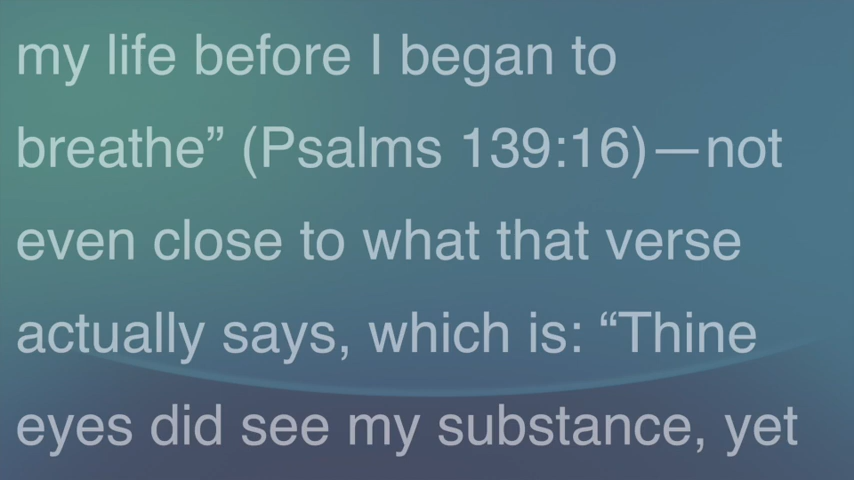 my life before I began to
breathe” (Psalms 139:16)—not
even close to what that verse
actually says, which is: “Thine
eyes did see my substance, yet